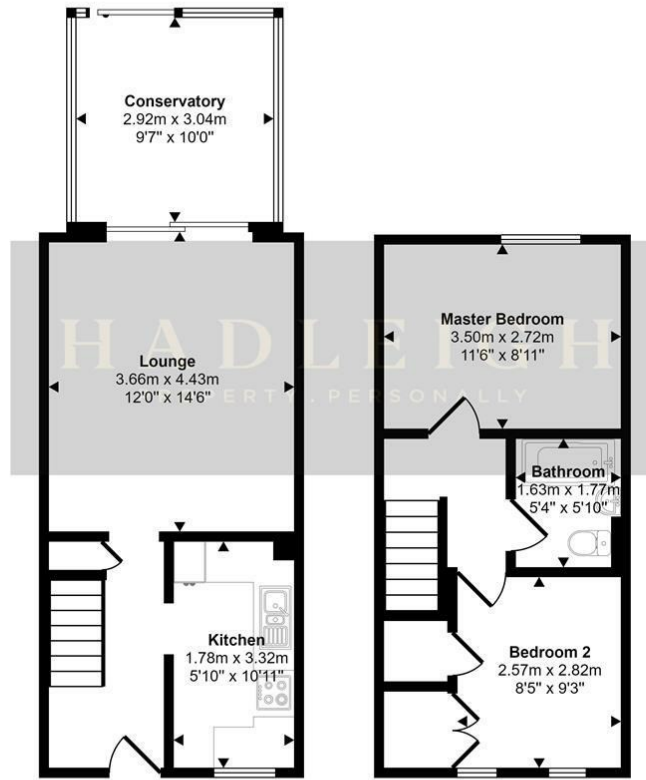 Conservatory
2.92m x 3.04m
9'7" x 10'0"
HADLEIGH
PROPERTY. PERSONALLY
Lounge
3.66m x 4.43m
12'0" x 14'6"
Kitchen
1.78m x 3.32m
5'10" x 10'11"
Master Bedroom
3.50m x 2.72m
11'6" x 8'11"
Bathroom
1.63m x 1.77m
5'4" x 5'10"
Bedroom 2
2.57m x 2.82m
8'5" x 9'3"